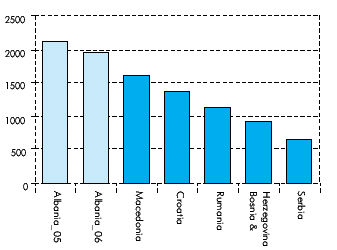 2500
2000
1500
1000
500
0
Albania_05
Albania_06
Macedonia
Croatia
Rumania
Bosnia &
Herzegovina
Serbia